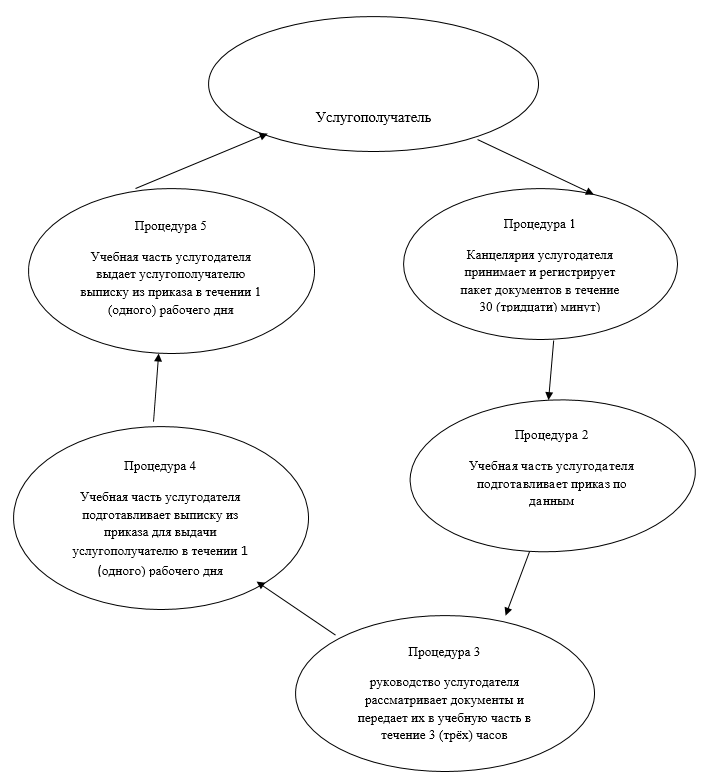 Услугополучатель
Процедура 1
Канцелярия услугодателя
принимает и регистрирует
пакет документов в течение
30 (тридцати) минут)
Процедура 2
Учебная часть услугодателя
подготавливает приказ по
данным
Процедура 3
руководство услугодателя
рассматривает документы и
передает их в учебную часть в
течение 3 (трёх) часов
Процедура 4
Учебная часть услугодателя
подготавливает выписку из
приказа для выдачи
услугополучателю в течении 1
(одного) рабочего дня
Процедура 5
Учебная часть услугодателя
выдает услугополучателю
выписку из приказа в течении 1
(одного) рабочего дня